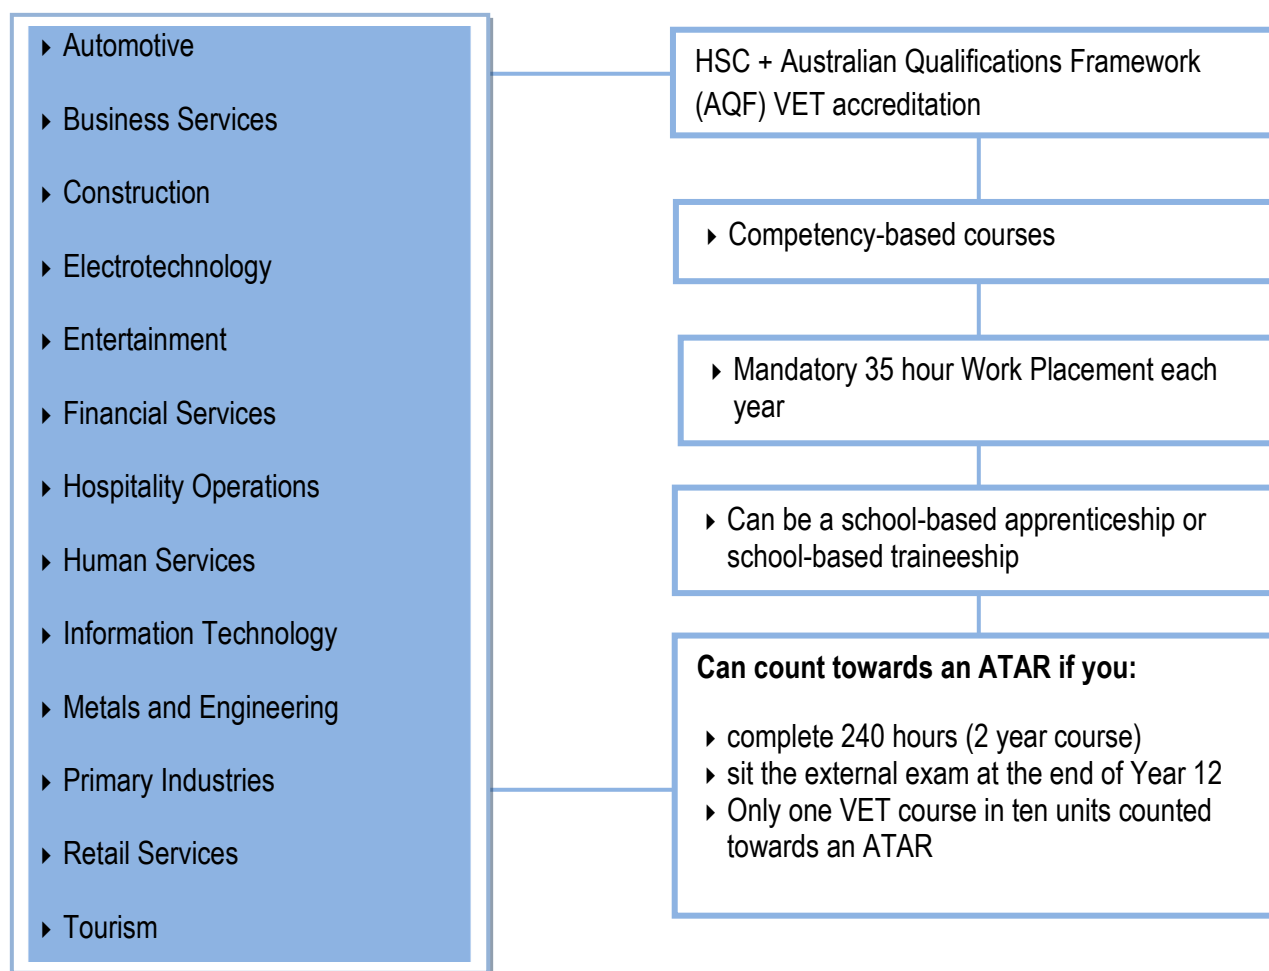 ‣ Automotive
‣ Business Services
‣ Construction
‣ Electrotechnology
‣ Entertainment
‣ Financial Services
‣ Hospitality Operations
‣ Human Services
‣ Information Technology
‣ Metals and Engineering
‣ Primary Industries
‣ Retail Services
‣ Tourism
HSC + Australian Qualifications Framework
(AQF) VET accreditation
‣ Competency-based courses
‣ Mandatory 35 hour Work Placement each
year
‣ Can be a school-based apprenticeship or
school-based traineeship
Can count towards an ATAR if you:
‣ complete 240 hours (2 year course)
‣ sit the external exam at the end of Year 12
‣ Only one VET course in ten units counted
towards an ATAR